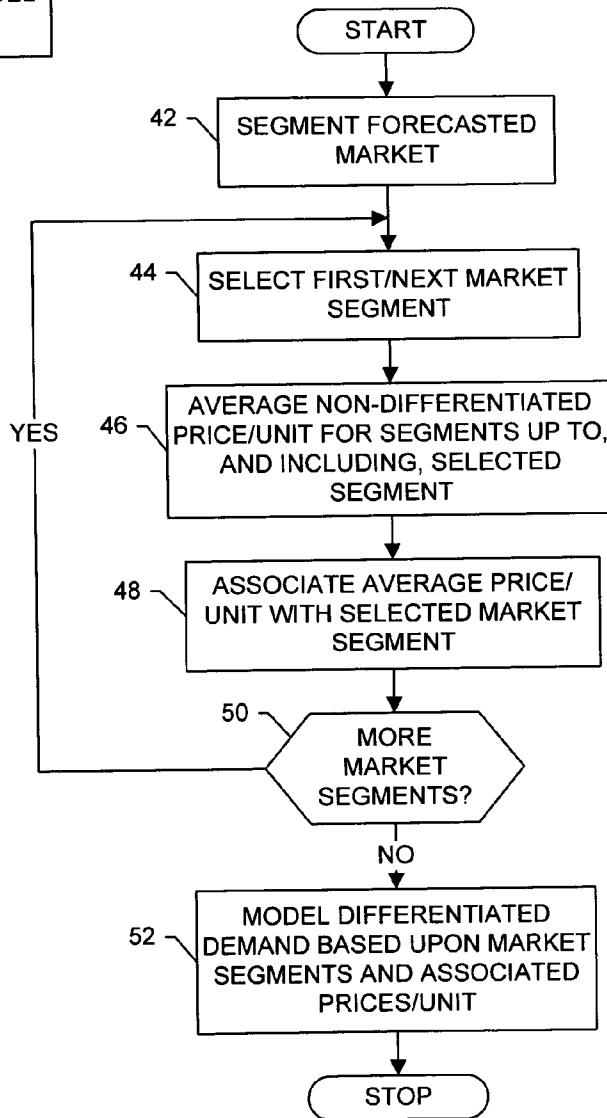 START
42
SEGMENT FORECASTED
MARKET
44
SELECT FIRST/NEXT MARKET
SEGMENT
YES
46
AVERAGE NON-DIFFERENTIATED
PRICE/UNIT FOR SEGMENTS UP TO,
AND INCLUDING, SELECTED
SEGMENT
48
ASSOCIATE AVERAGE PRICE/
UNIT WITH SELECTED MARKET
SEGMENT
50
MORE
MARKET
SEGMENTS?
NO
52
MODEL DIFFERENTIATED
DEMAND BASED UPON MARKET
SEGMENTS AND ASSOCIATED
PRICES/UNIT
STOP